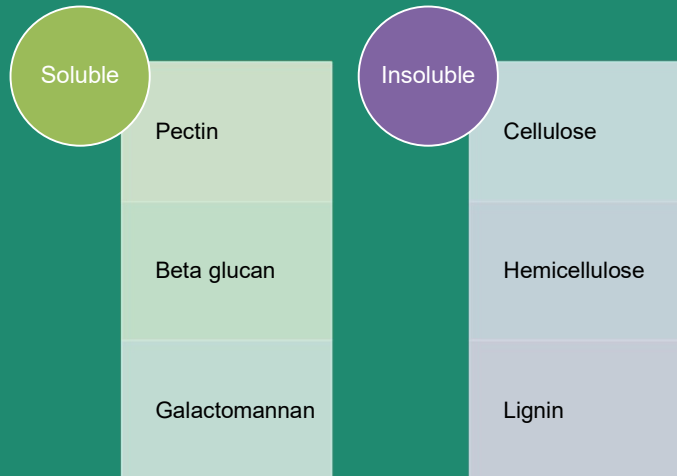 Soluble
Pectin
Beta glucan
Galactomannan
Insoluble
Cellulose
Hemicellulose
Lignin